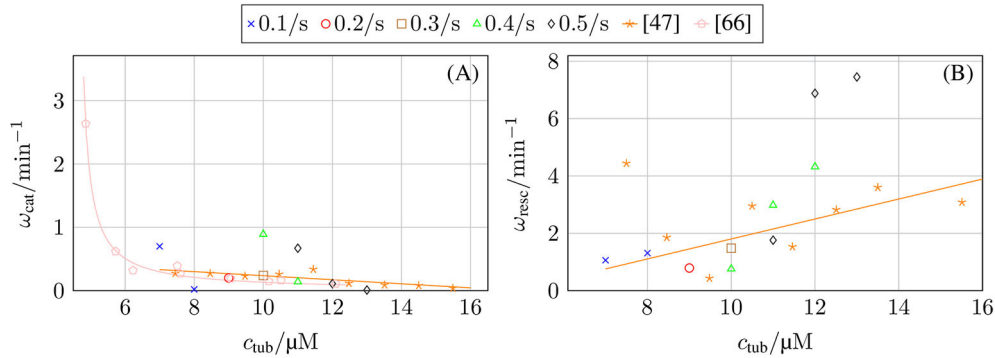 0.1/s 0.2/s 0.3/s 0.4/s 0.5/s [47] [66]
(A)
3
2
1
0
6 8 10 12 14 16
ω_cat/min⁻¹
c_tub/µM
(B)
8
6
4
2
0
8 10 12 14 16
ω_resc/min⁻¹
c_tub/µM